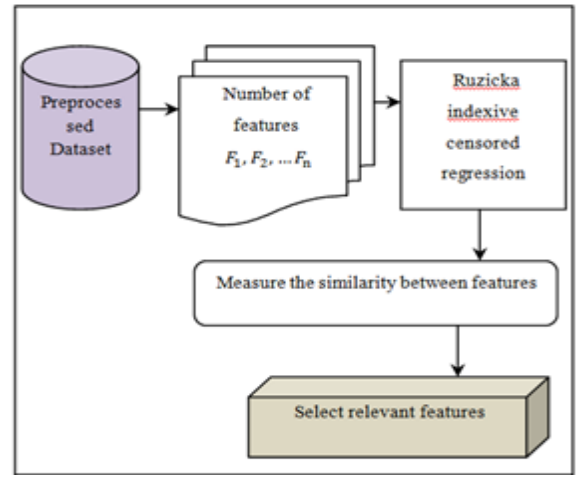 Preproces
sed
Dataset
Number of
features
F₁, F₂, … Fₙ
Ruzicka
indexive
censored
regression
Measure the similarity between features
Select relevant features